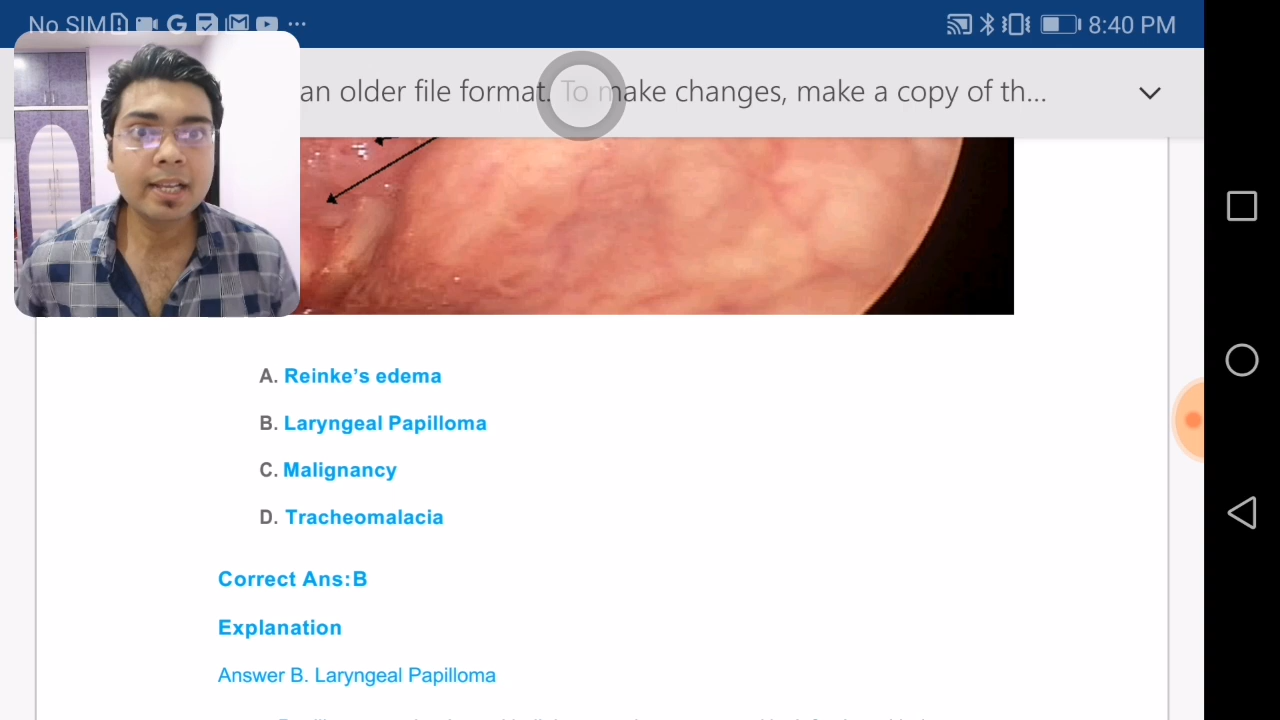 No SIM
8:40 PM
an older file format. To make changes, make a copy of th...
A. Reinke's edema
B. Laryngeal Papilloma
C. Malignancy
D. Tracheomalacia
Correct Ans:B
Explanation
Answer B. Laryngeal Papilloma